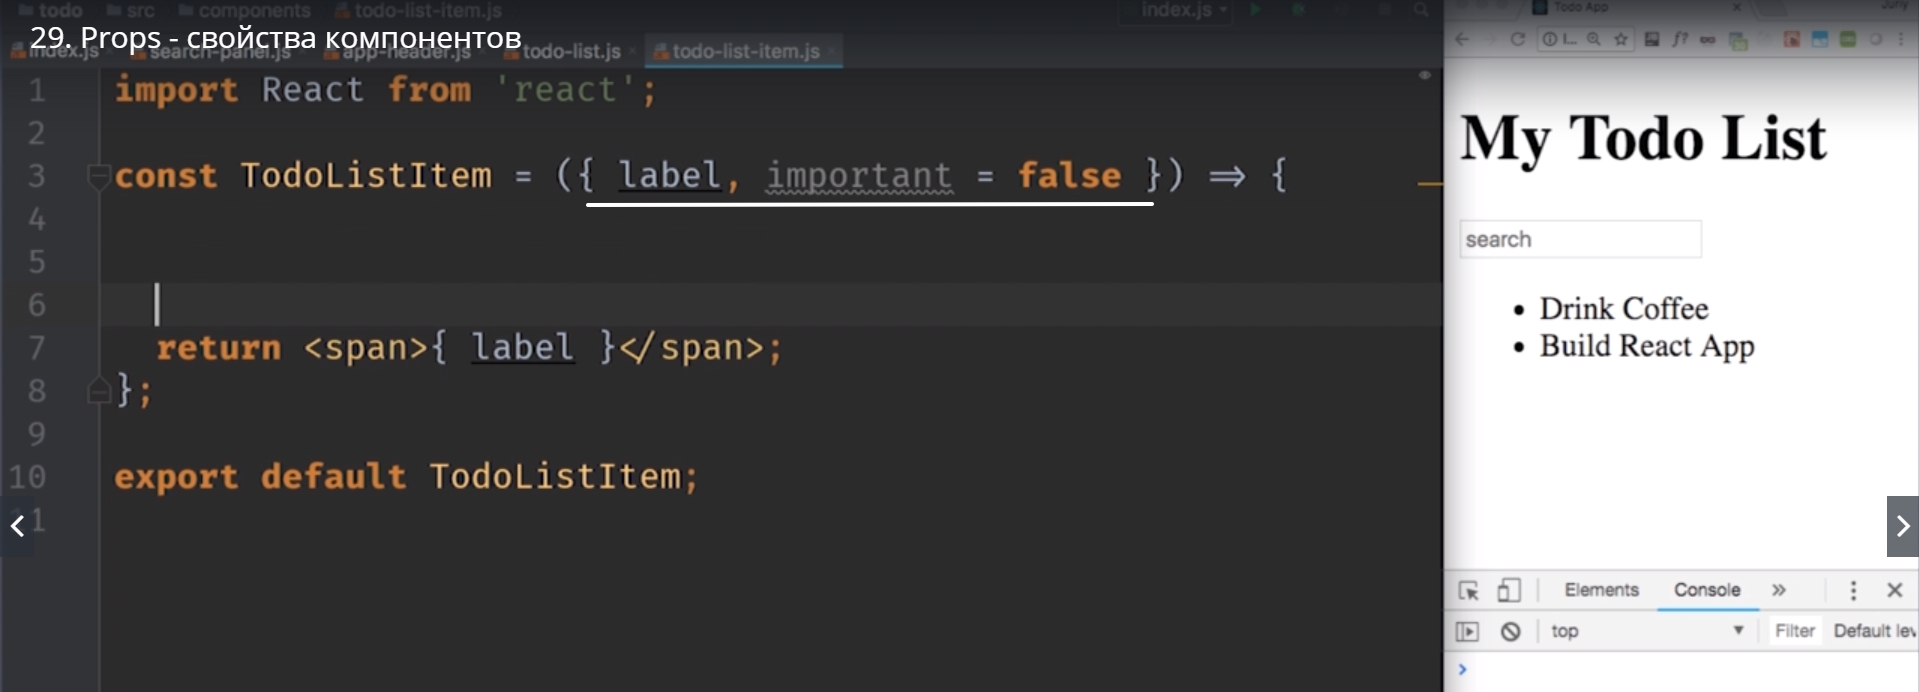 todo src components todo-list-item.js index.js
29. Props - свойства компонентов
index.js search-panel.js app-header.js todo-list.js todo-list-item.js
1 import React from 'react';
2
3 const TodoListItem = ({ label, important = false }) => {
4
5
6
7 return <span>{ label }</span>;
8 };
9
10 export default TodoListItem;
11
Todo App
My Todo List
search
• Drink Coffee
• Build React App
Elements Console »
top Filter Default lev